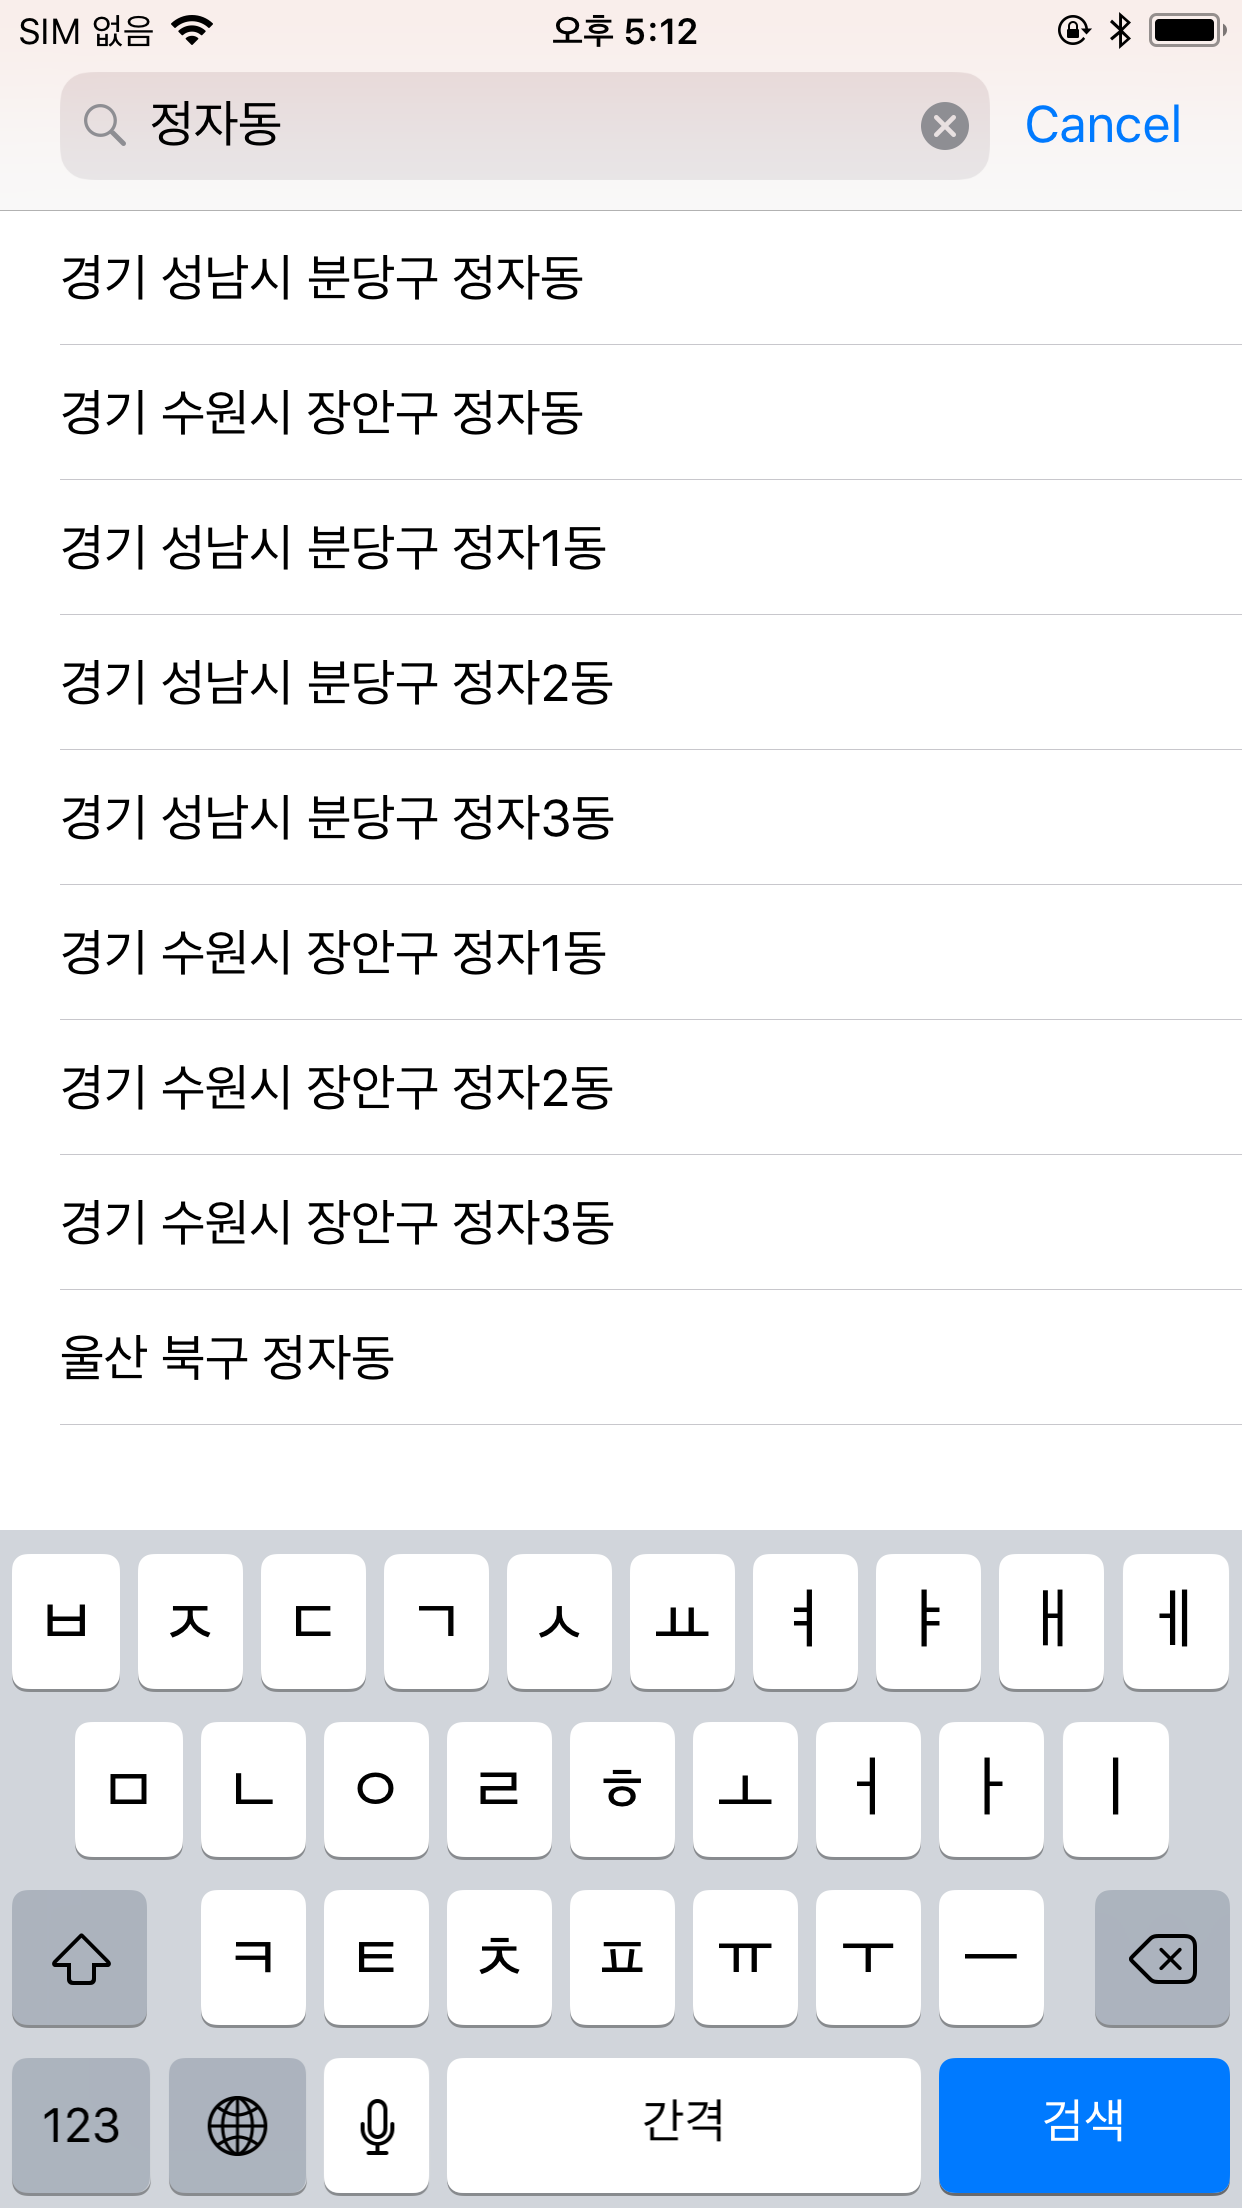 SIM 없음 오후 5:12
정자동 Cancel
경기 성남시 분당구 정자동
경기 수원시 장안구 정자동
경기 성남시 분당구 정자1동
경기 성남시 분당구 정자2동
경기 성남시 분당구 정자3동
경기 수원시 장안구 정자1동
경기 수원시 장안구 정자2동
경기 수원시 장안구 정자3동
울산 북구 정자동
ㅂ ㅈ ㄷ ㄱ ㅅ ㅛ ㅕ ㅑ ㅐ ㅔ
ㅁ ㄴ ㅇ ㄹ ㅎ ㅗ ㅓ ㅏ ㅣ
ㅋ ㅌ ㅊ ㅍ ㅠ ㅜ ㅡ
123 간격 검색